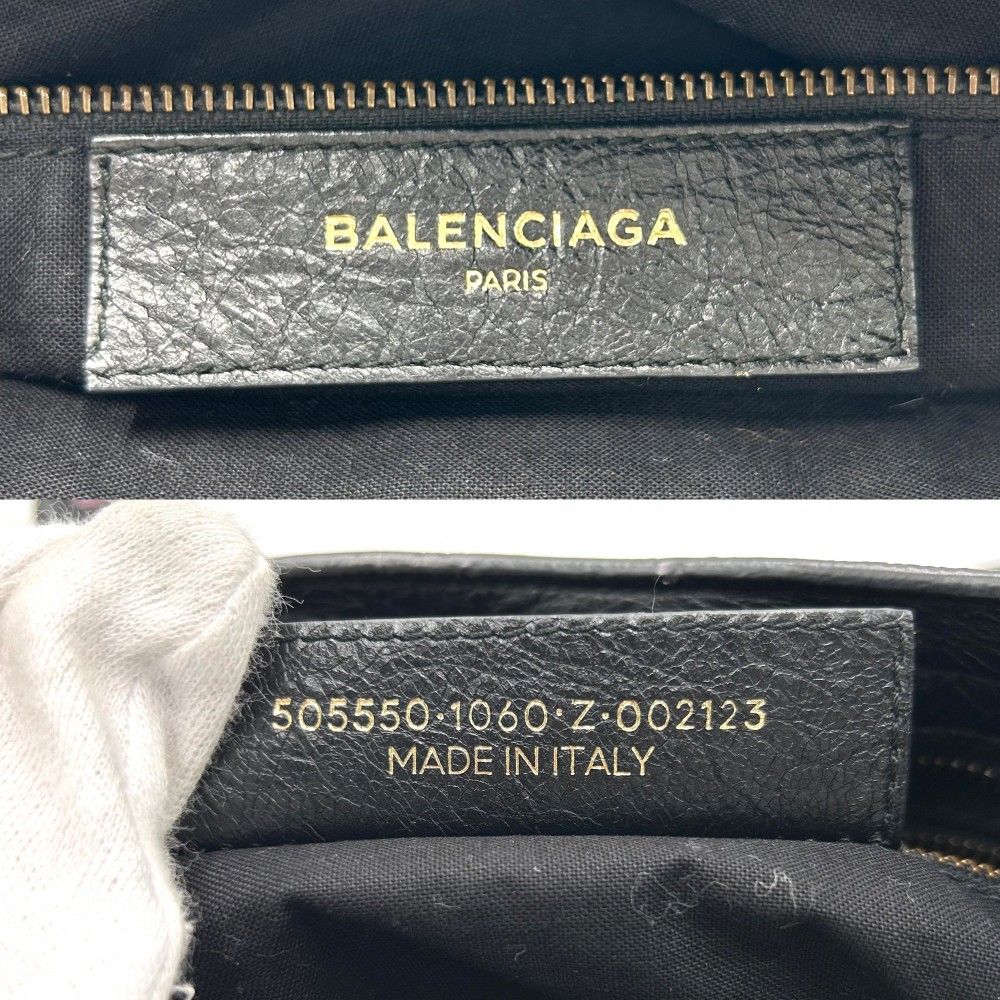 BALENCIAGA
PARIS
505550·1060·Z·002123
MADE IN ITALY